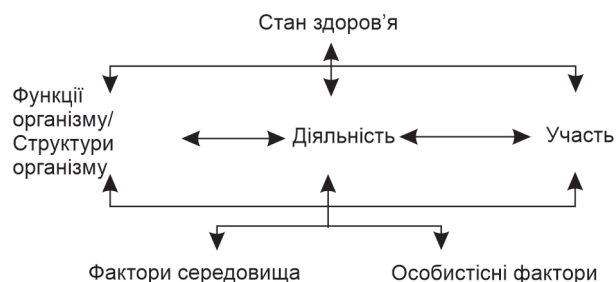 Стан здоров’я
Функції
організму/
Структури
організму
Діяльність
Участь
Фактори середовища
Особистісні фактори